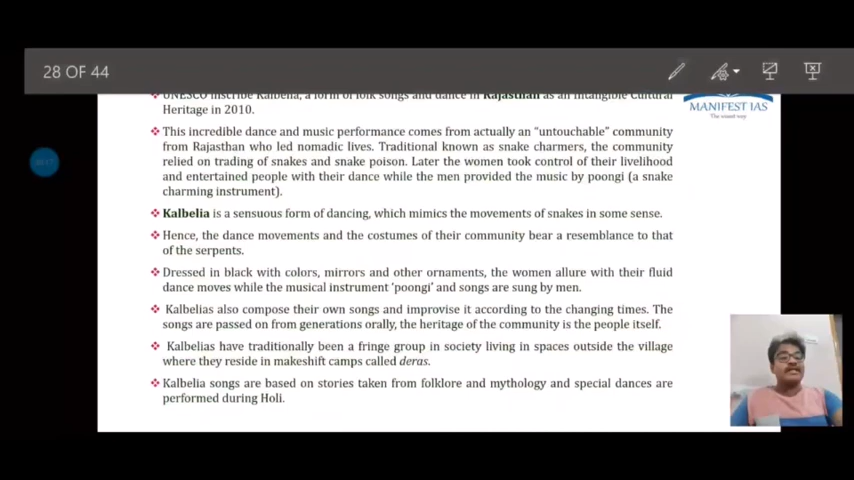 28 OF 44
UNESCO inscribe Kalbelia, a form of folk songs and dance in Rajasthan as an Intangible Cultural
Heritage in 2010.
MANIFEST IAS
The wisest way
This incredible dance and music performance comes from actually an “untouchable” community
from Rajasthan who led nomadic lives. Traditional known as snake charmers, the community
relied on trading of snakes and snake poison. Later the women took control of their livelihood
and entertained people with their dance while the men provided the music by poongi (a snake
charming instrument).
Kalbelia is a sensuous form of dancing, which mimics the movements of snakes in some sense.
Hence, the dance movements and the costumes of their community bear a resemblance to that
of the serpents.
Dressed in black with colors, mirrors and other ornaments, the women allure with their fluid
dance moves while the musical instrument ‘poongi’ and songs are sung by men.
Kalbelias also compose their own songs and improvise it according to the changing times. The
songs are passed on from generations orally, the heritage of the community is the people itself.
Kalbelias have traditionally been a fringe group in society living in spaces outside the village
where they reside in makeshift camps called deras.
Kalbelia songs are based on stories taken from folklore and mythology and special dances are
performed during Holi.